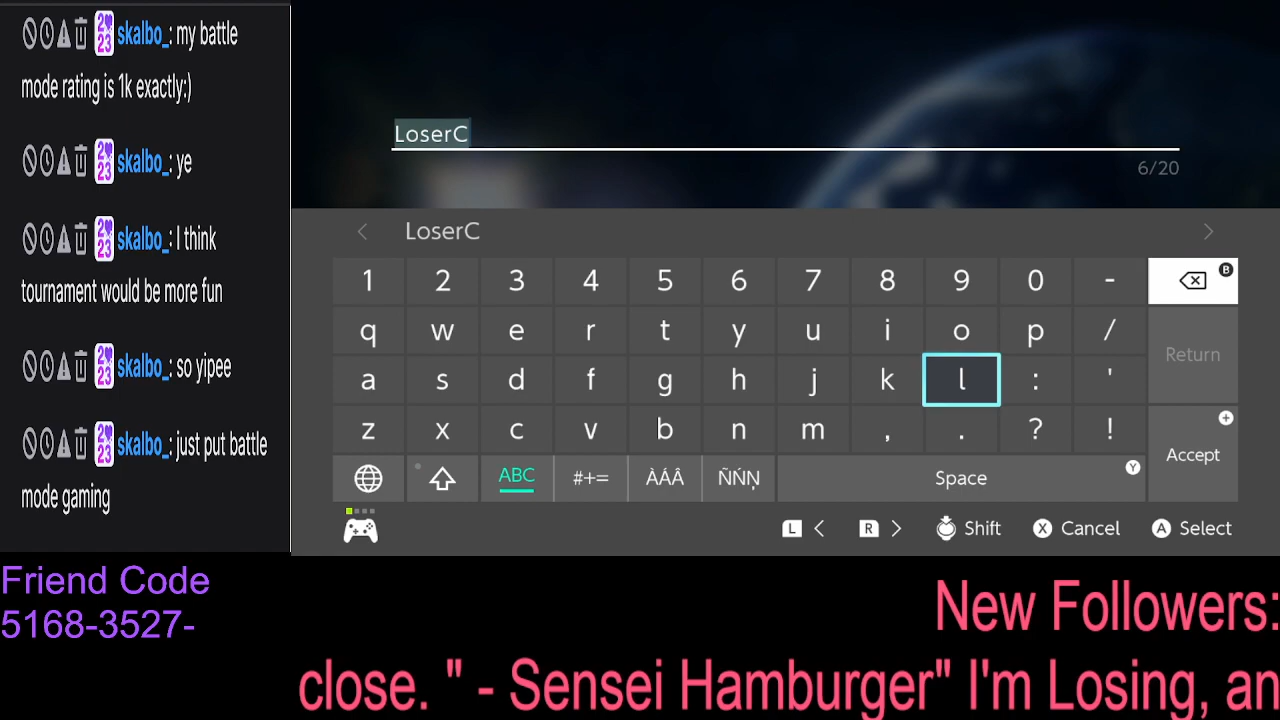 skalbo_: my battle
mode rating is 1k exactly:)
skalbo_: ye
skalbo_: I think
tournament would be more fun
skalbo_: so yipee
skalbo_: just put battle
mode gaming
LoserC
6/20
LoserC
1 2 3 4 5 6 7 8 9 0 - B
q w e r t y u i o p / Return
a s d f g h j k l : '
z x c v b n m , . ? ! + Accept
ABC #+= ÀÁÂ ÑŃŅ Space Y
L < R > Shift X Cancel A Select
Friend Code
5168-3527-
New Followers:
close. " - Sensei Hamburger" I'm Losing, an